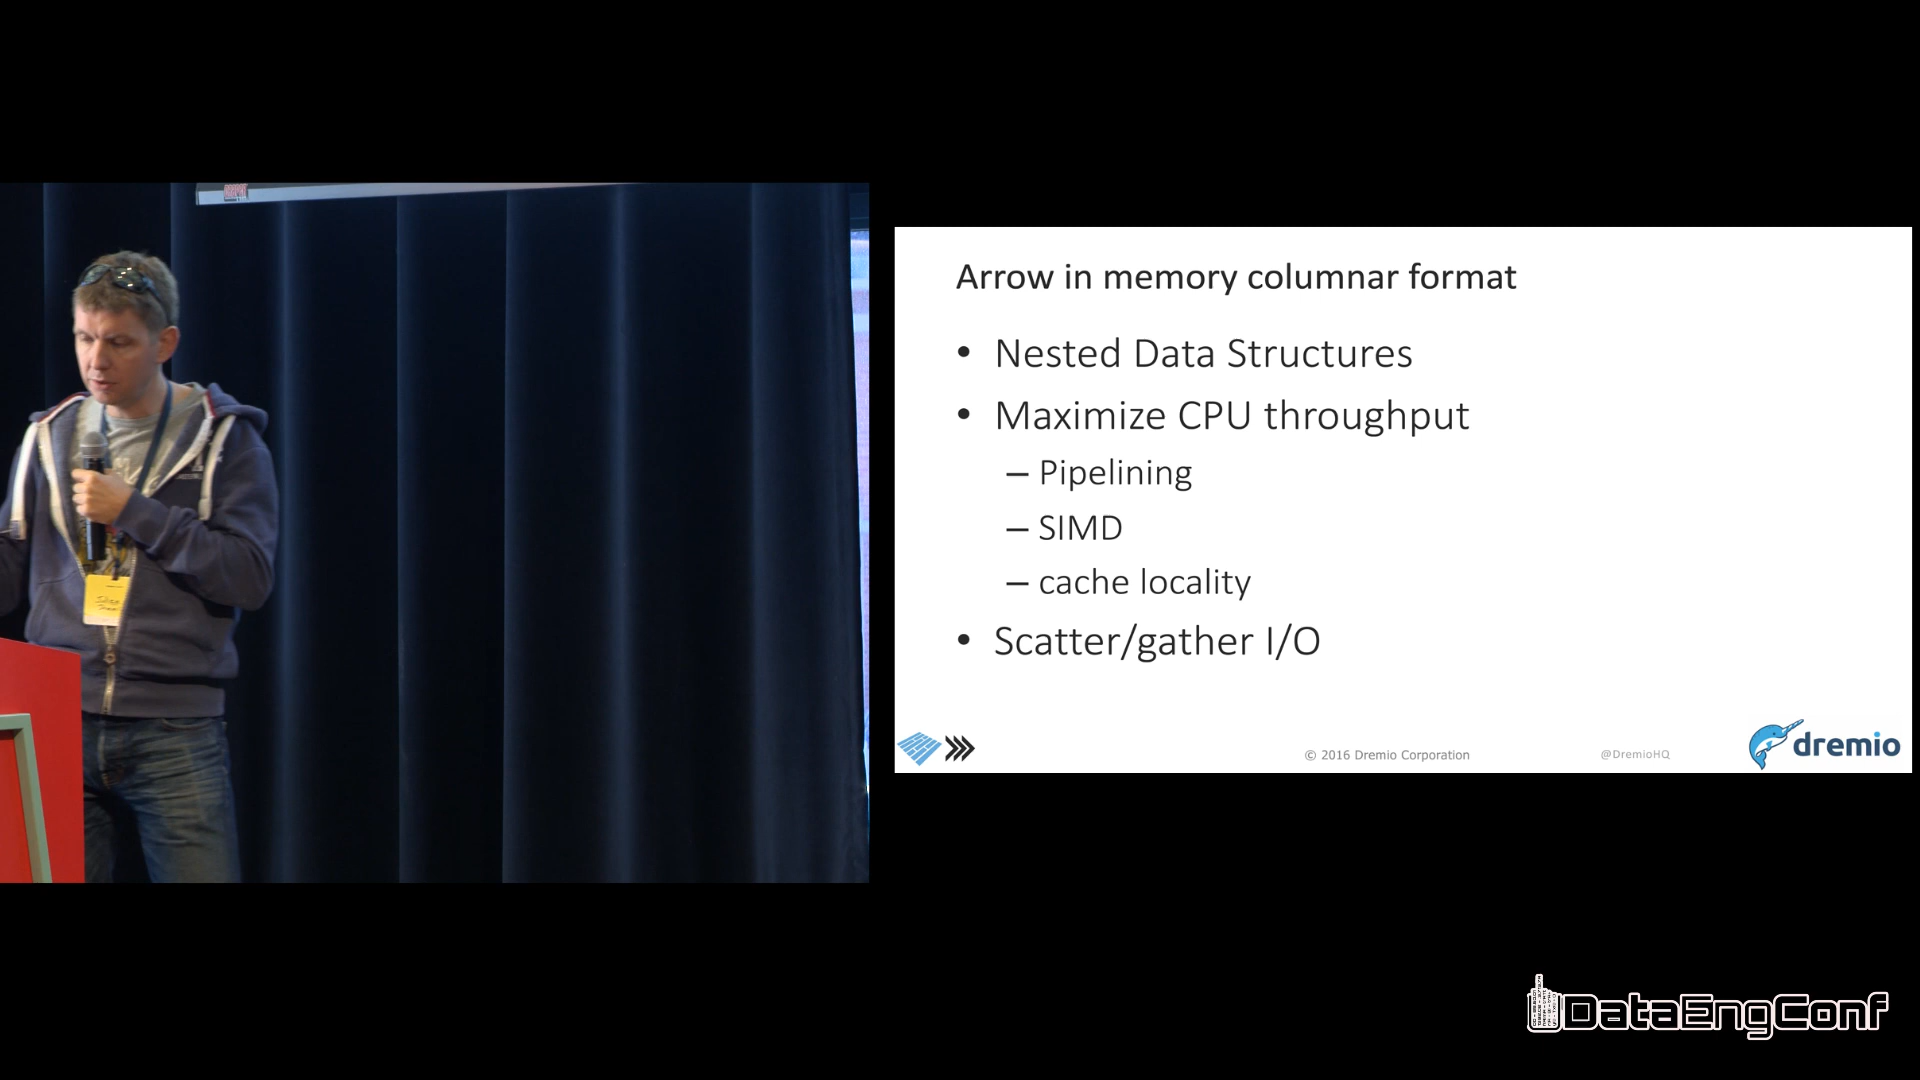 Arrow in memory columnar format
• Nested Data Structures
• Maximize CPU throughput
– Pipelining
– SIMD
– cache locality
• Scatter/gather I/O
© 2016 Dremio Corporation
@DremioHQ
dremio
DataEngConf